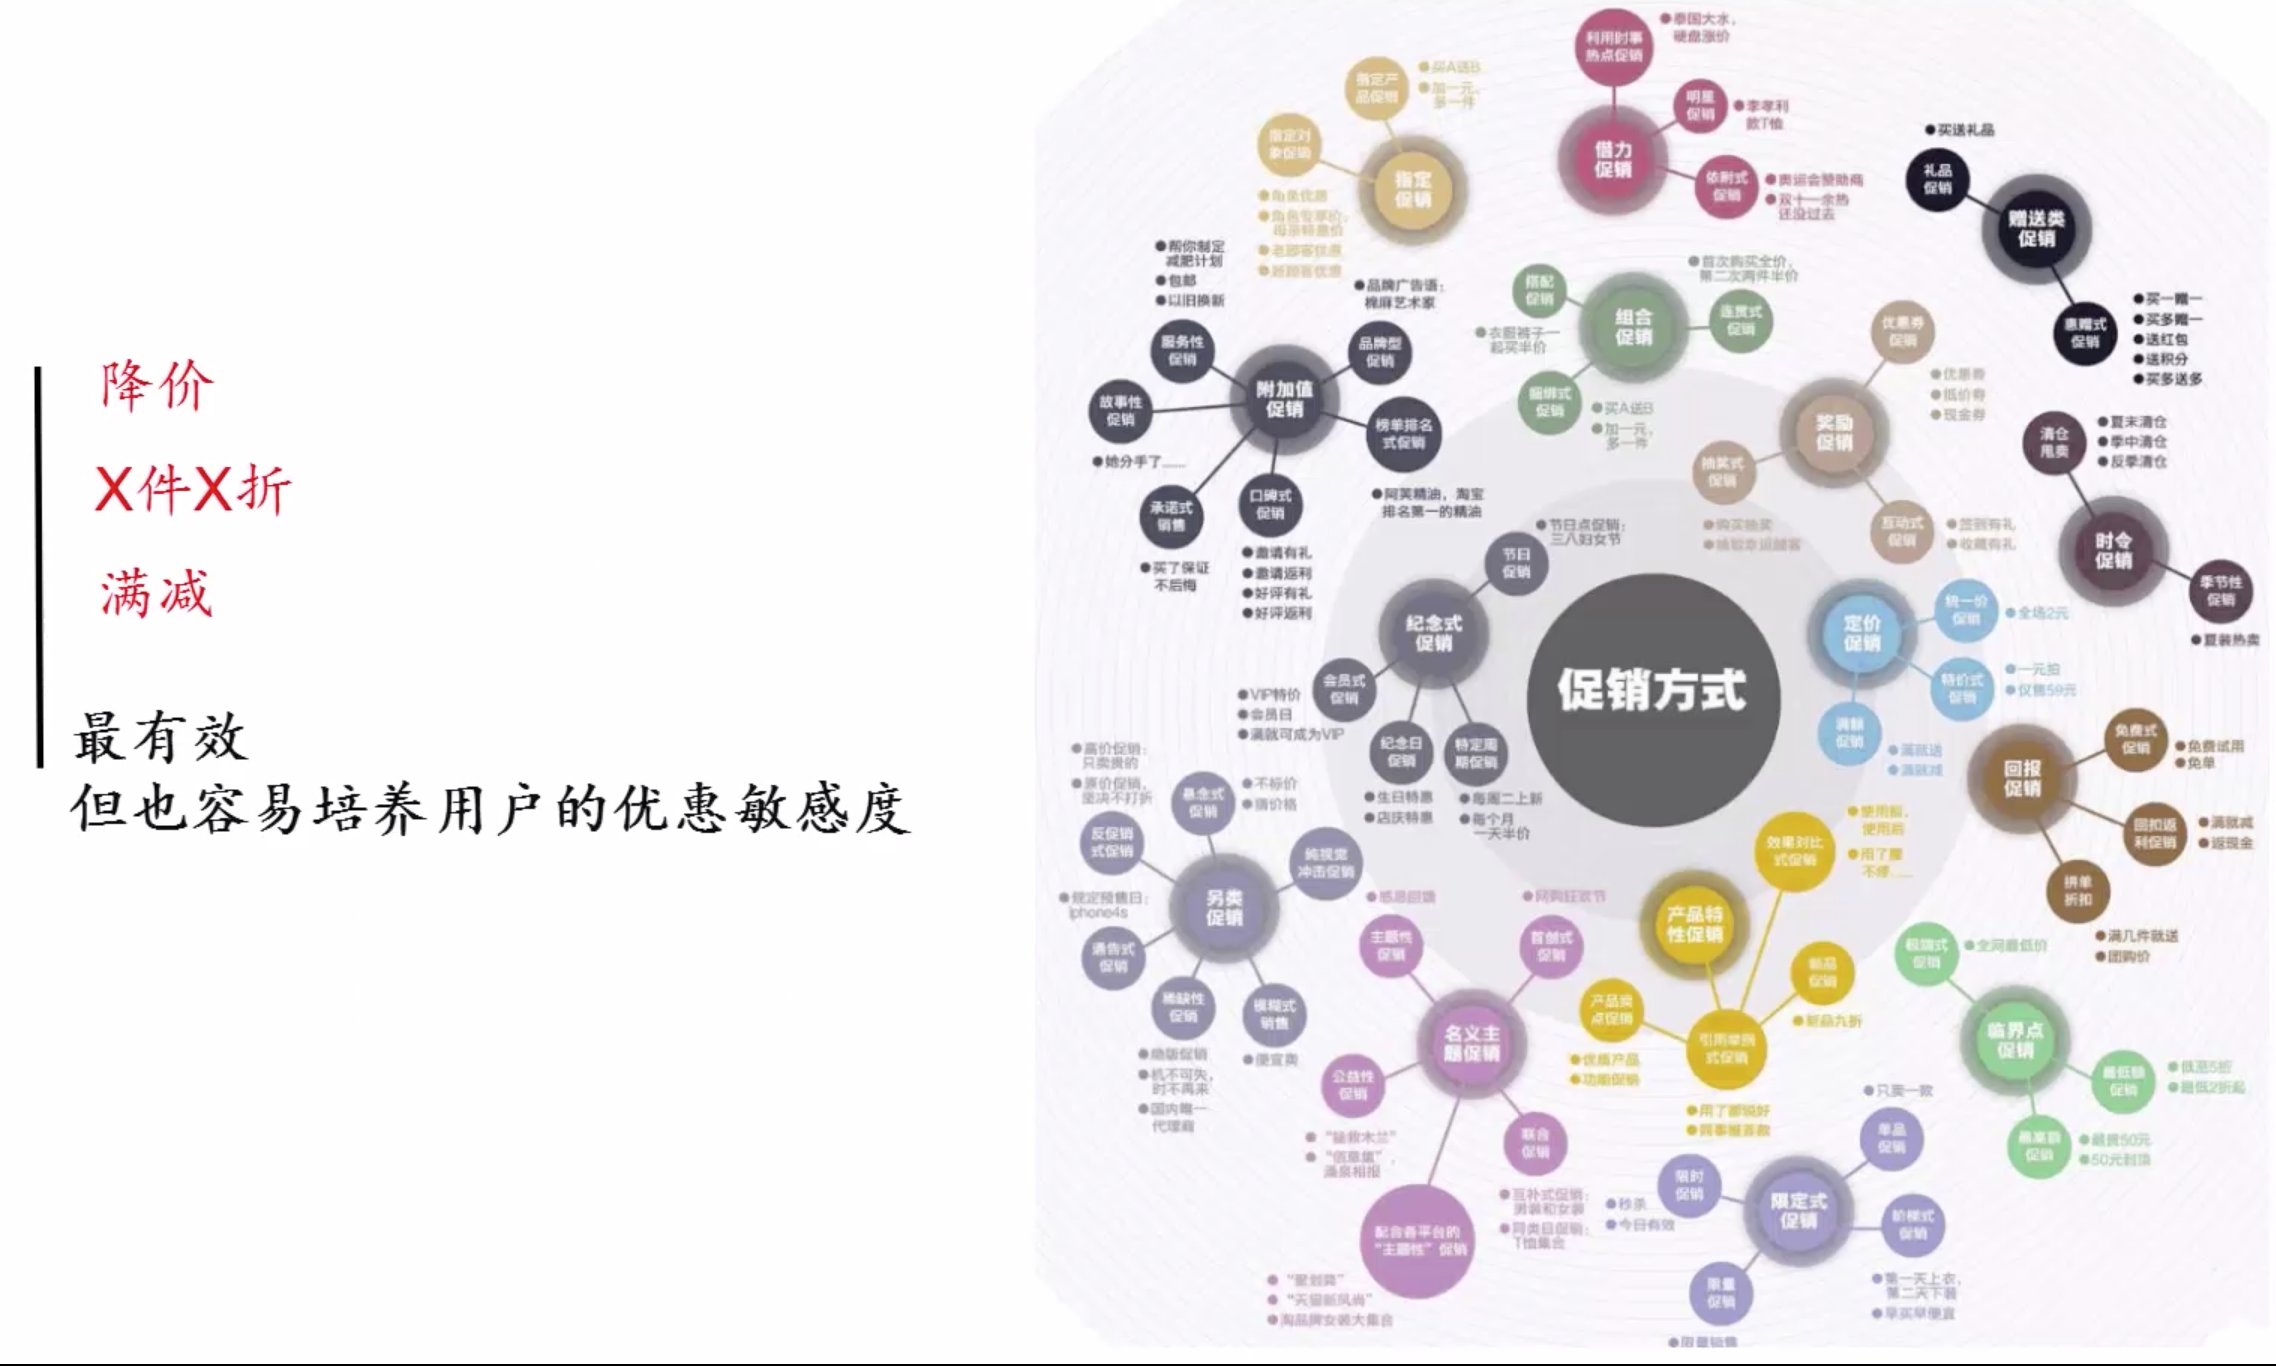 降价
X件X折
满减
最有效
但也容易培养用户的优惠敏感度
促销方式
利用时事
热点促销
●泰国大水，
硬盘涨价
明星
促销
●李孝利
款T恤
借力
促销
依附式
促销
●奥运会赞助商
●双十一余热
还没过去
指定产
品促销
●买A送B
●加一元，
多一件
指定对
象促销
指定
促销
●角色优惠
●角色专享价，
母亲特惠价
●老顾客优惠
●新顾客优惠
●买送礼品
礼品
促销
赠送类
促销
惠赠式
促销
●买一赠一
●买多赠一
●送红包
●送积分
●买多送多
●帮你制定
减肥计划
●包邮
●以旧换新
服务性
促销
●品牌广告语：
棉麻艺术家
品牌型
促销
附加值
促销
故事性
促销
●她分手了……
榜单排名
式促销
●阿芙精油，淘宝
排名第一的精油
承诺式
销售
●买了保证
不后悔
口碑式
促销
●邀请有礼
●邀请返利
●好评有礼
●好评返利
搭配
促销
●衣服裤子一
起买半价
组合
促销
●首次购买全价，
第二次两件半价
连贯式
促销
捆绑式
促销
●买A送B
●加一元，
多一件
优惠券
促销
●优惠券
●抵价券
●现金券
奖励
促销
抽奖式
促销
●购买抽奖
互动式
促销
●签到有礼
●收藏有礼
清仓
甩卖
●夏末清仓
●季中清仓
●反季清仓
时令
促销
季节性
促销
●夏装热卖
●节日点促销：
三八妇女节
节日
促销
纪念式
促销
会员式
促销
●VIP特价
●会员日
●满就可成为VIP
纪念日
促销
●生日特惠
●店庆特惠
特定周
期促销
●每周二上新
●每个月
一天半价
定价
促销
统一价
促销
●全场2元
特价式
促销
●一元拍
●仅售59元
满额
促销
●满就送
●满就减
回报
促销
免费式
促销
●免费试用
●免单
回扣返
利促销
●满就减
●返现金
拼单
折扣
●满几件就送
●团购价
●高价促销：
只卖贵的
●原价促销，
坚决不打折
反促销
式促销
悬念式
促销
●不标价
●猜价格
纯视觉
冲击促销
另类
促销
●规定预售日：
iphone4s
通告式
促销
稀缺性
促销
●绝版促销
●机不可失，
时不再来
●国内唯一
代理商
模糊式
销售
●便宜卖
●感恩回馈
主题性
促销
●网购狂欢节
首创式
促销
名义主
题促销
公益性
促销
●“拯救木兰”
涌泉相报
联合
促销
●互补式促销：
男装和女装
●同类目促销：
T恤集合
配合各平台的
“主题性”促销
●“聚划算”
●“天猫新风尚”
●淘品牌女装大集合
效果对比
式促销
●使用前，
使用后
产品特
性促销
产品卖
点促销
●优质产品
●功能促销
新品
促销
●新品九折
引用举例
式促销
●用了都说好
极端式
促销
●全网最低价
临界点
促销
最低额
促销
●低至5折
●最低2折起
最高额
促销
●最贵50元
●50元封顶
●只卖一款
单品
促销
限时
促销
●秒杀
●今日有效
限定式
促销
阶梯式
促销
●第一天上衣，
第二天下装
●早买早便宜
限量
促销
●限量销售